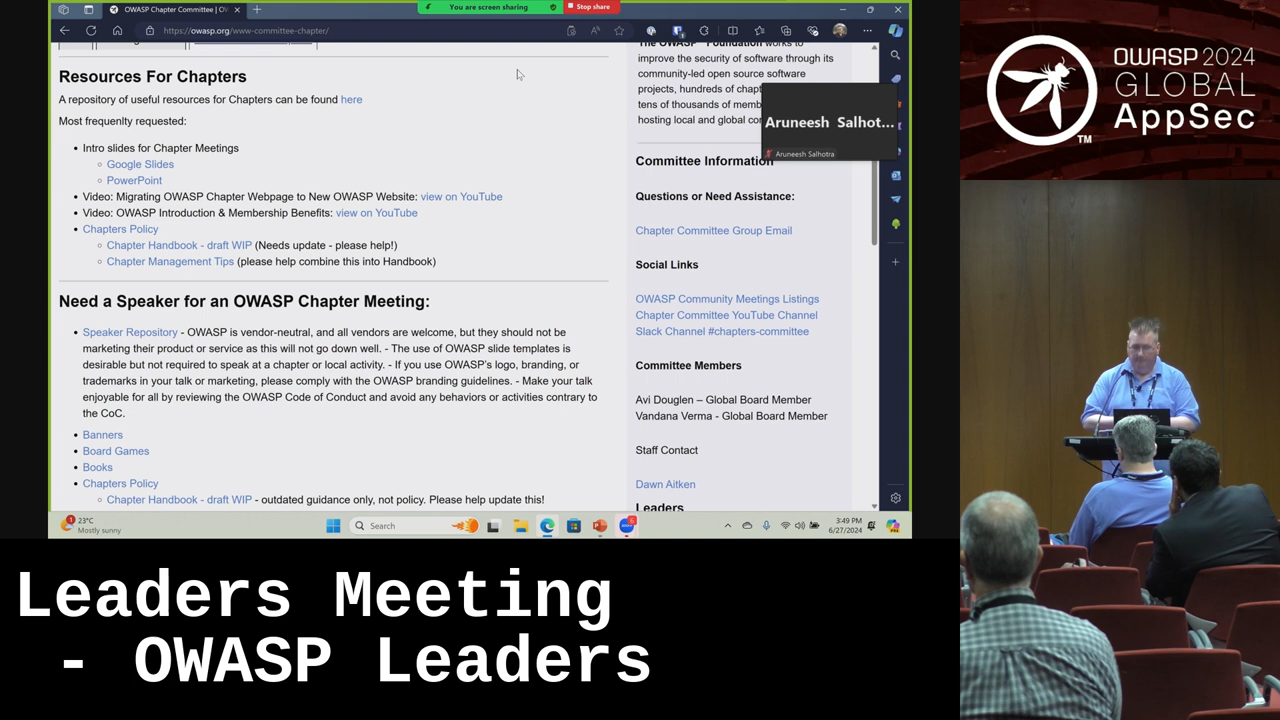 OWASP Chapter Committee | OW
You are screen sharing
Stop share
https://owasp.org/www-committee-chapter/
Resources For Chapters
A repository of useful resources for Chapters can be found here
Most frequenlty requested:
Intro slides for Chapter Meetings
Google Slides
PowerPoint
Video: Migrating OWASP Chapter Webpage to New OWASP Website: view on YouTube
Video: OWASP Introduction & Membership Benefits: view on YouTube
Chapters Policy
Chapter Handbook - draft WIP (Needs update - please help!)
Chapter Management Tips (please help combine this into Handbook)
Need a Speaker for an OWASP Chapter Meeting:
Speaker Repository - OWASP is vendor-neutral, and all vendors are welcome, but they should not be
marketing their product or service as this will not go down well. - The use of OWASP slide templates is
desirable but not required to speak at a chapter or local activity. - If you use OWASP's logo, branding, or
trademarks in your talk or marketing, please comply with the OWASP branding guidelines. - Make your talk
enjoyable for all by reviewing the OWASP Code of Conduct and avoid any behaviors or activities contrary to
the CoC.
Banners
Board Games
Books
Chapters Policy
Chapter Handbook - draft WIP - outdated guidance only, not policy. Please help update this!
The OWASP Foundation works to
improve the security of software through its
community-led open source software
projects, hundreds of chapt
tens of thousands of memb
hosting local and global con
Aruneesh Salhot...
Aruneesh Salhotra
Committee Information
Questions or Need Assistance:
Chapter Committee Group Email
Social Links
OWASP Community Meetings Listings
Chapter Committee YouTube Channel
Slack Channel #chapters-committee
Committee Members
Avi Douglen – Global Board Member
Vandana Verma - Global Board Member
Staff Contact
Dawn Aitken
Leaders
23°C
Mostly sunny
Search
3:49 PM
6/27/2024
OWASP 2024
GLOBAL
AppSec
TM
Leaders Meeting
- OWASP Leaders